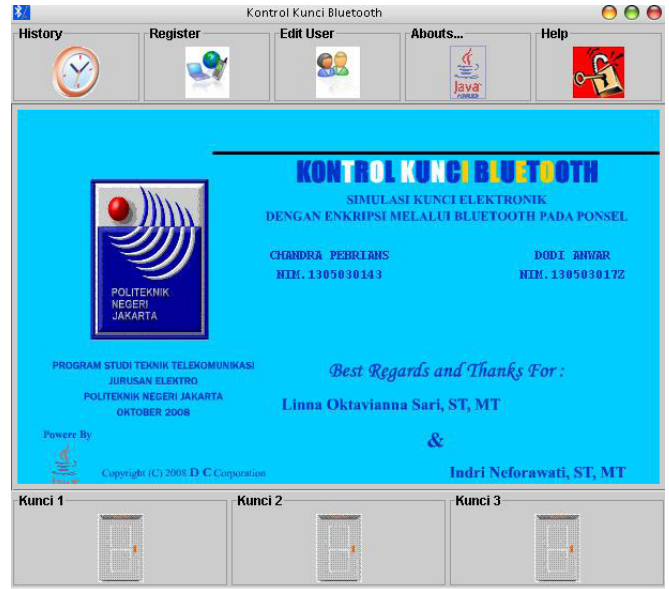 Kontrol Kunci Bluetooth
History
Register
Edit User
Abouts...
Help
Java
POWERED
KONTROL KUNCI BLUETOOTH
SIMULASI KUNCI ELEKTRONIK
DENGAN ENKRIPSI MELALUI BLUETOOTH PADA PONSEL
CHANDRA PEBRIANS
NIM.1305030143
DODI ANWAR
NIM.130503017Z
POLITEKNIK
NEGERI
JAKARTA
PROGRAM STUDI TEKNIK TELEKOMUNIKASI
JURUSAN ELEKTRO
POLITEKNIK NEGERI JAKARTA
OKTOBER 2008
Best Regards and Thanks For :
Linna Oktavianna Sari, ST, MT
&
Indri Neforawati, ST, MT
Powere By
Copyright (C) 2008 D C Corporation
Kunci 1
Kunci 2
Kunci 3